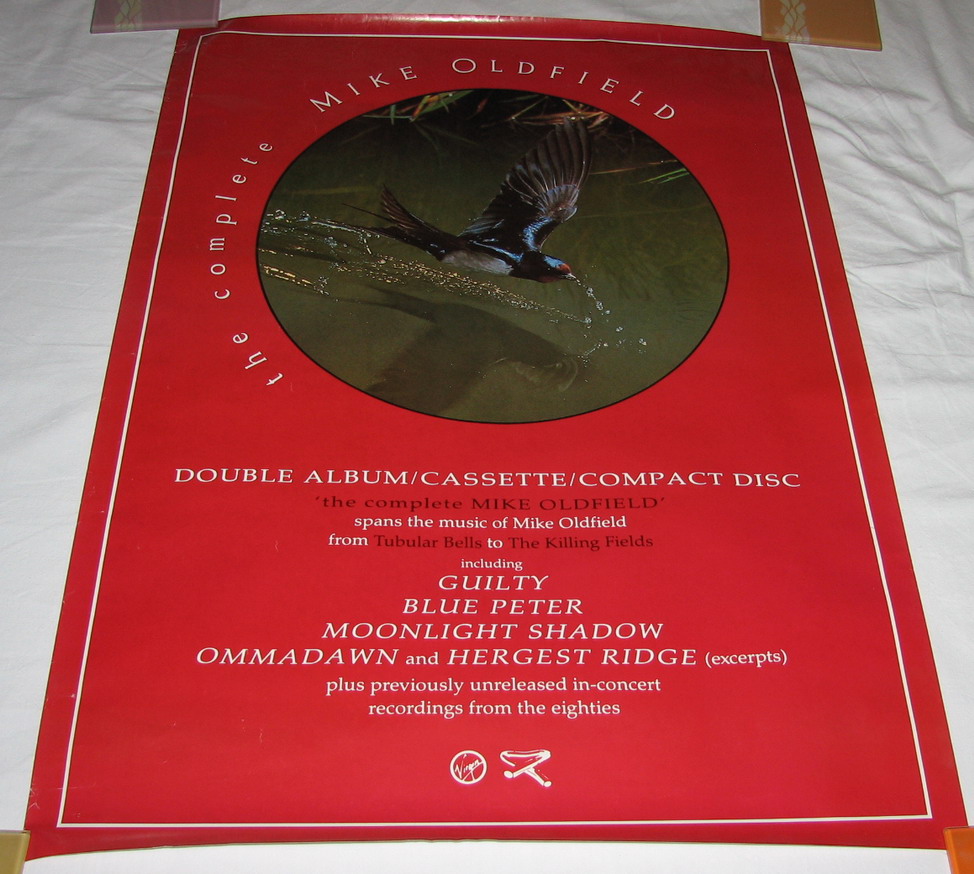 the complete MIKE OLDFIELD
DOUBLE ALBUM/CASSETTE/COMPACT DISC
'the complete MIKE OLDFIELD'
spans the music of Mike Oldfield
from Tubular Bells to The Killing Fields
including
GUILTY
BLUE PETER
MOONLIGHT SHADOW
OMMADAWN and HERGEST RIDGE (excerpts)
plus previously unreleased in-concert
recordings from the eighties
Virgin